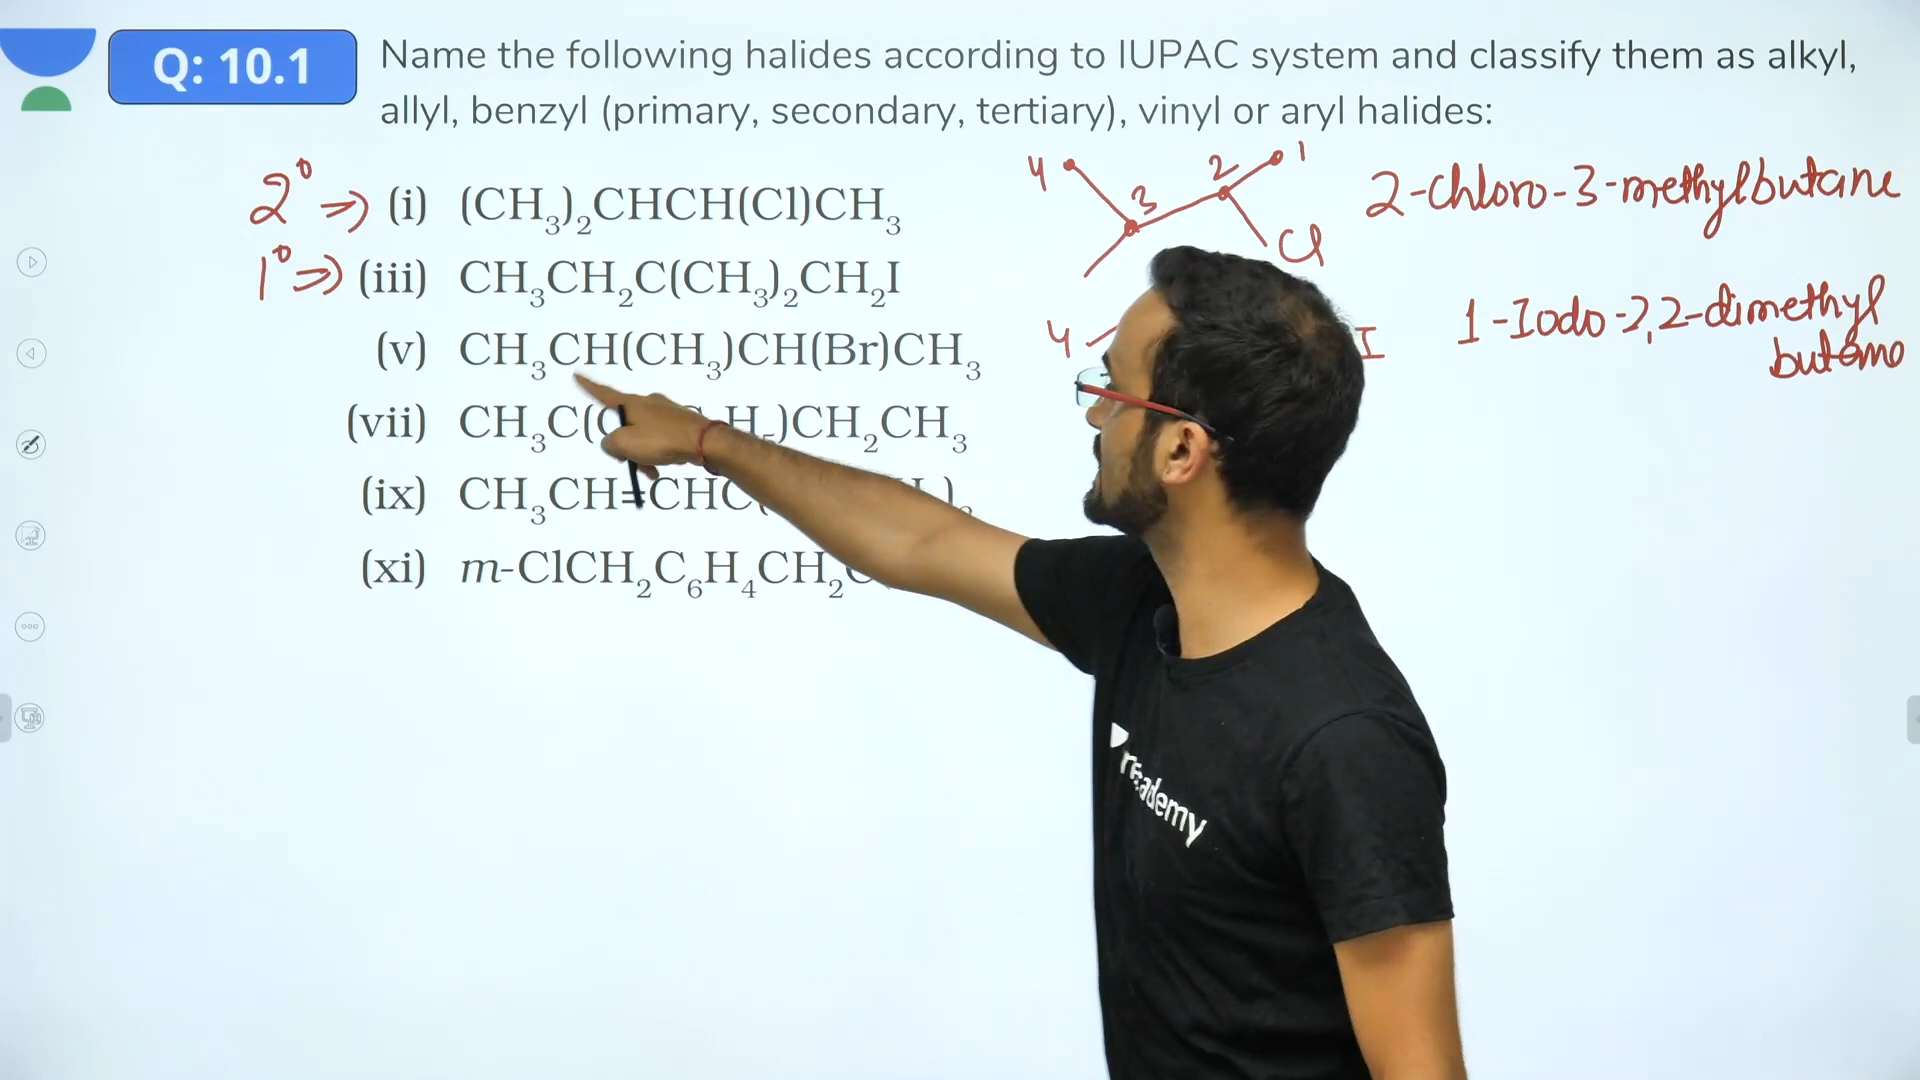 Q: 10.1
Name the following halides according to IUPAC system and classify them as alkyl,
allyl, benzyl (primary, secondary, tertiary), vinyl or aryl halides:
2° ⇒ (i) (CH₃)₂CHCH(Cl)CH₃
4 3 2 1 Cl
2-chloro-3-methylbutane
1° ⇒ (iii) CH₃CH₂C(CH₃)₂CH₂I
4 I
1-Iodo-2,2-dimethyl
(v) CH₃CH(CH₃)CH(Br)CH₃
(vii) CH₃C( )CH₂CH₃
(ix) CH₃CH=CHC(
(xi) m-ClCH₂C₆H₄CH₂C